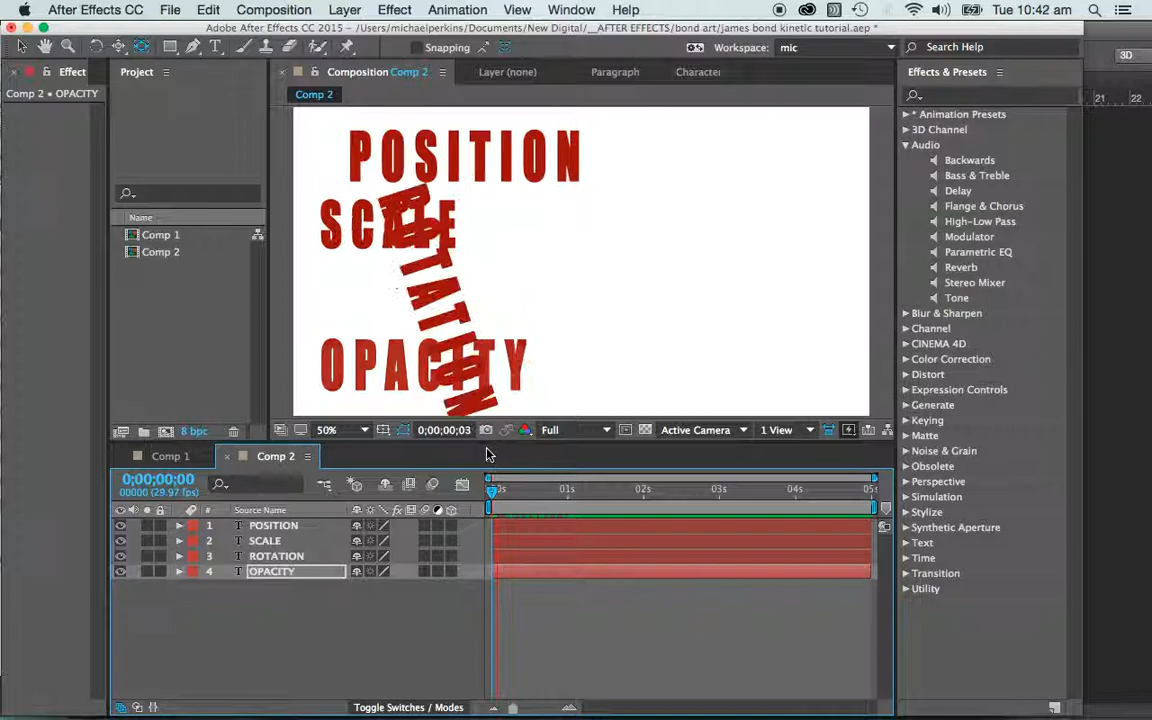 After Effects CC File Edit Composition Layer Effect Animation View Window Help Tue 10:42 am
Adobe After Effects CC 2015 - /Users/michaelperkins/Documents/New Digital/__AFTER EFFECTS/bond art/james bond kinetic tutorial.aep *
Snapping Workspace: mic Search Help
3D
Effect Project Composition Comp 2 Layer (none) Paragraph Character Effects & Presets
Comp 2 • OPACITY Comp 2 21 22
POSITION
SCALE
ROTATION
OPACITY
* Animation Presets
3D Channel
Audio
Backwards
Bass & Treble
Delay
Flange & Chorus
High-Low Pass
Modulator
Parametric EQ
Reverb
Stereo Mixer
Tone
Blur & Sharpen
Channel
CINEMA 4D
Color Correction
Distort
Expression Controls
Generate
Keying
Matte
Noise & Grain
Obsolete
Perspective
Simulation
Stylize
Synthetic Aperture
Text
Time
Transition
Utility
Name
Comp 1
Comp 2
8 bpc 50% 0;00;00;03 Full Active Camera 1 View
Comp 1 Comp 2
0;00;00;00
00000 (29.97 fps)
0s 01s 02s 03s 04s 05s
# Source Name
1 T POSITION
2 T SCALE
3 T ROTATION
4 T OPACITY
Toggle Switches / Modes